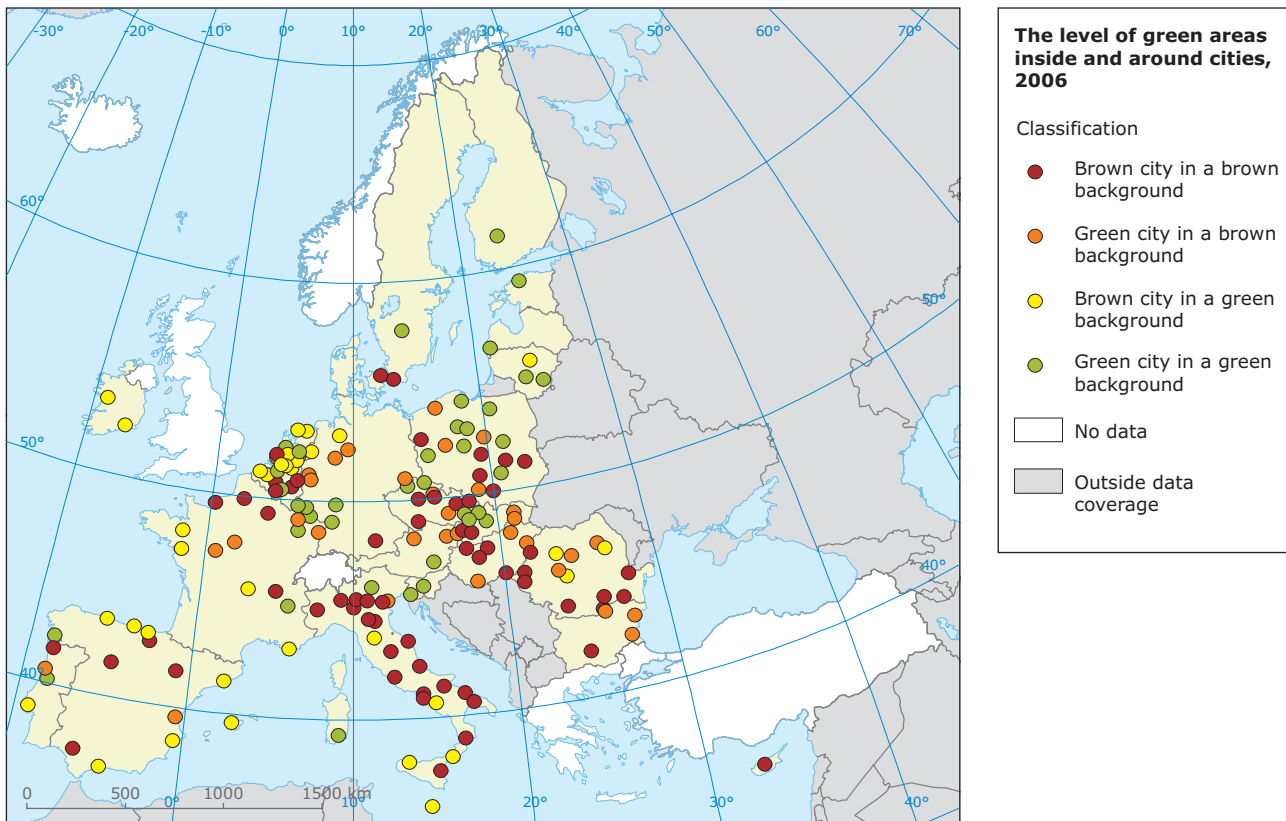 -30°
-20°
-10°
0°
10°
20°
30°
40°
50°
60°
70°
60°
50°
50°
40°
40°
0 500 1000 1500 km
0°
10°
20°
30°
40°
The level of green areas
inside and around cities,
2006
Classification
Brown city in a brown
background
Green city in a brown
background
Brown city in a green
background
Green city in a green
background
No data
Outside data
coverage